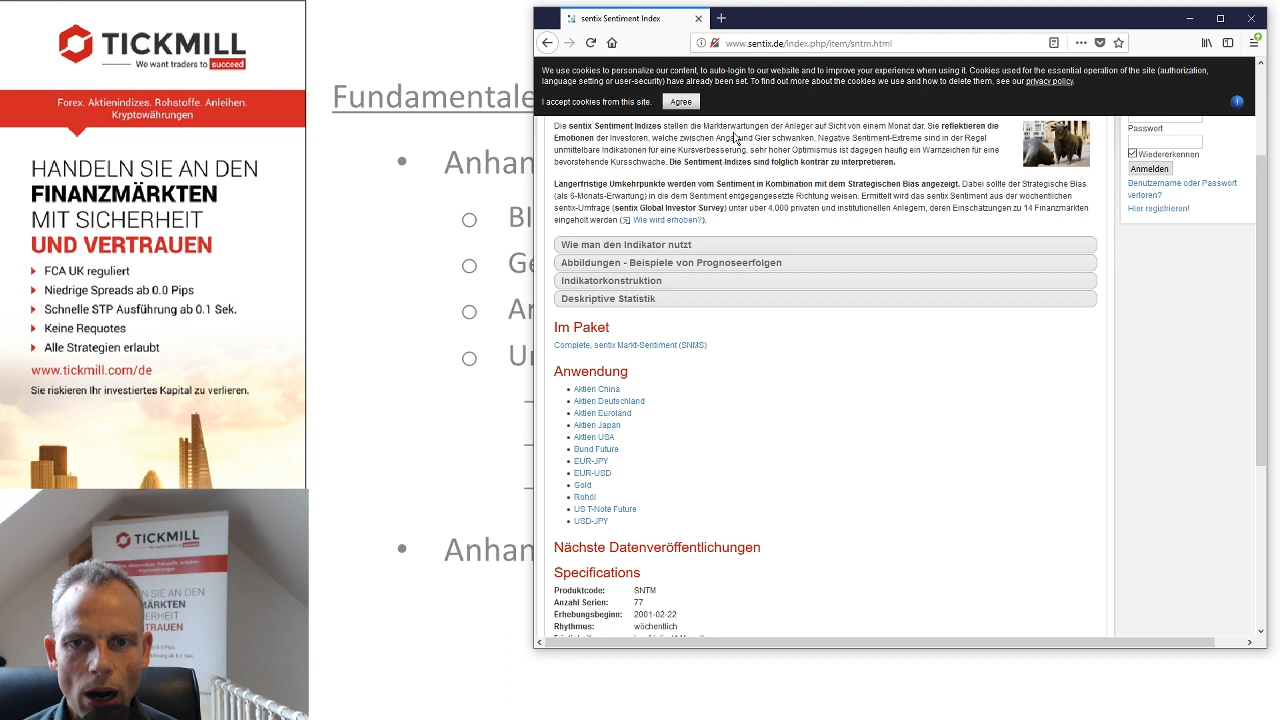 TICKMILL
We want traders to succeed
Forex. Aktienindizes. Rohstoffe. Anleihen.
Kryptowährungen
HANDELN SIE AN DEN
FINANZMÄRKTEN
MIT SICHERHEIT
UND VERTRAUEN
FCA UK reguliert
Niedrige Spreads ab 0.0 Pips
Schnelle STP Ausführung ab 0.1 Sek.
Keine Requotes
Alle Strategien erlaubt
www.tickmill.com/de
Sie riskieren Ihr investiertes Kapital zu verlieren.
TICKMILL
Fundamentale
Anhan
Bl
Ge
Ar
Un
Anhan
sentix Sentiment Index
www.sentix.de/index.php/item/sntm.html
We use cookies to personalize our content, to auto-login to our website and to improve your experience when using it. Cookies used for the essential operation of the site (authorization,
language setting or user-security) have already been set. To find out more about the cookies we use and how to delete them, see our privacy policy.
I accept cookies from this site. Agree
Die sentix Sentiment Indizes stellen die Markterwartungen der Anleger auf Sicht von einem Monat dar. Sie reflektieren die
Emotionen der Investoren, welche zwischen Angst und Gier schwanken. Negative Sentiment-Extreme sind in der Regel
unmittelbare Indikationen für eine Kursverbesserung, sehr hoher Optimismus ist dagegen häufig ein Warnzeichen für eine
bevorstehende Kursschwäche. Die Sentiment-Indizes sind folglich konträr zu interpretieren.
Längerfristige Umkehrpunkte werden vom Sentiment in Kombination mit dem Strategischen Bias angezeigt. Dabei sollte der Strategische Bias
(als 6-Monats-Erwartung) in die dem Sentiment entgegengesetzte Richtung weisen. Ermittelt wird das sentix Sentiment aus der wöchentlichen
sentix-Umfrage (sentix Global Investor Survey) unter über 4.000 privaten und institutionellen Anlegern, deren Einschätzungen zu 14 Finanzmärkten
eingeholt werden (Wie wird erhoben?).
Wie man den Indikator nutzt
Abbildungen - Beispiele von Prognoseerfolgen
Indikatorkonstruktion
Deskriptive Statistik
Im Paket
Complete, sentix Markt-Sentiment (SNMS)
Anwendung
Aktien China
Aktien Deutschland
Aktien Euroland
Aktien Japan
Aktien USA
Bund Future
EUR-JPY
EUR-USD
Gold
Rohöl
US T-Note Future
USD-JPY
Nächste Datenveröffentlichungen
Specifications
Produktcode: SNTM
Anzahl Serien: 77
Erhebungsbeginn: 2001-02-22
Rhythmus: wöchentlich
Passwort
Wiedererkennen
Anmelden
Benutzername oder Passwort
verloren?
Hier registrieren!